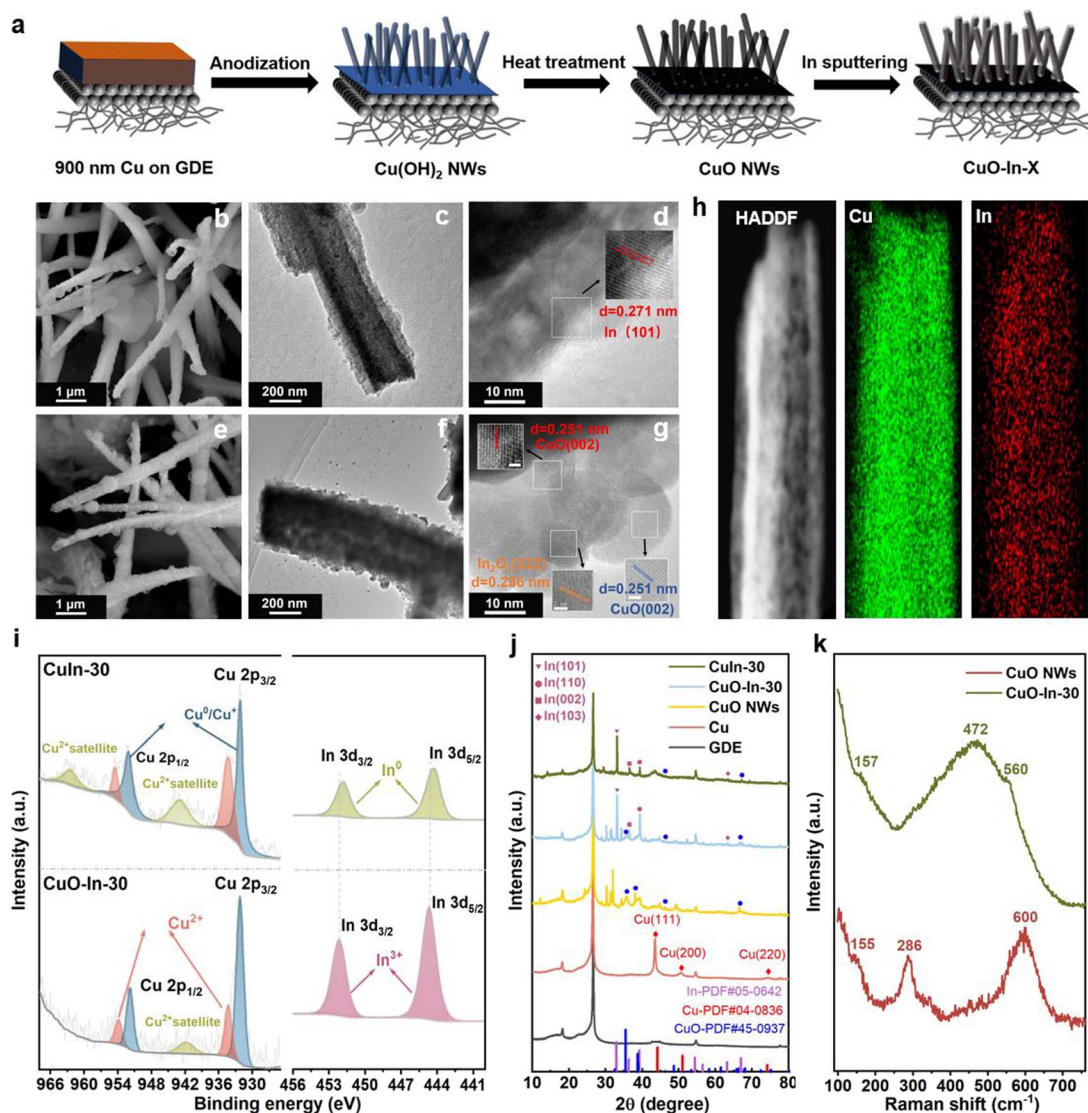 a
Anodization
Heat treatment
In sputtering
900 nm Cu on GDE
Cu(OH)₂ NWs
CuO NWs
CuO-In-X
b
1 µm
c
200 nm
d
d=0.271 nm
In（101）
10 nm
e
1 µm
f
200 nm
g
d=0.251 nm
CuO(002)
d=0.286 nm
d=0.251 nm
CuO(002)
10 nm
h
HADDF
Cu
In
i
CuIn-30
Cu 2p3/2
Cu⁰/Cu⁺
Cu²⁺satellite
Cu 2p1/2
Cu²⁺satellite
In 3d3/2
In⁰
In 3d5/2
CuO-In-30
Cu 2p3/2
Cu²⁺
Cu 2p1/2
Cu²⁺satellite
In 3d3/2
In³⁺
In 3d5/2
Intensity (a.u.)
966 960 954 948 942 936 930
456 453 450 447 444 441 440
Binding energy (eV)
j
In(101)
In(110)
In(002)
In(103)
CuIn-30
CuO-In-30
CuO NWs
Cu
GDE
Cu(111)
Cu(200)
Cu(220)
In-PDF#05-0642
Cu-PDF#04-0836
CuO-PDF#45-0937
Intensity (a.u.)
10 20 30 40 50 60 70 80
2θ (degree)
k
CuO NWs
CuO-In-30
157
472
560
155
286
600
Intensity (a.u.)
100 200 300 400 500 600 700
Raman shift (cm⁻¹)